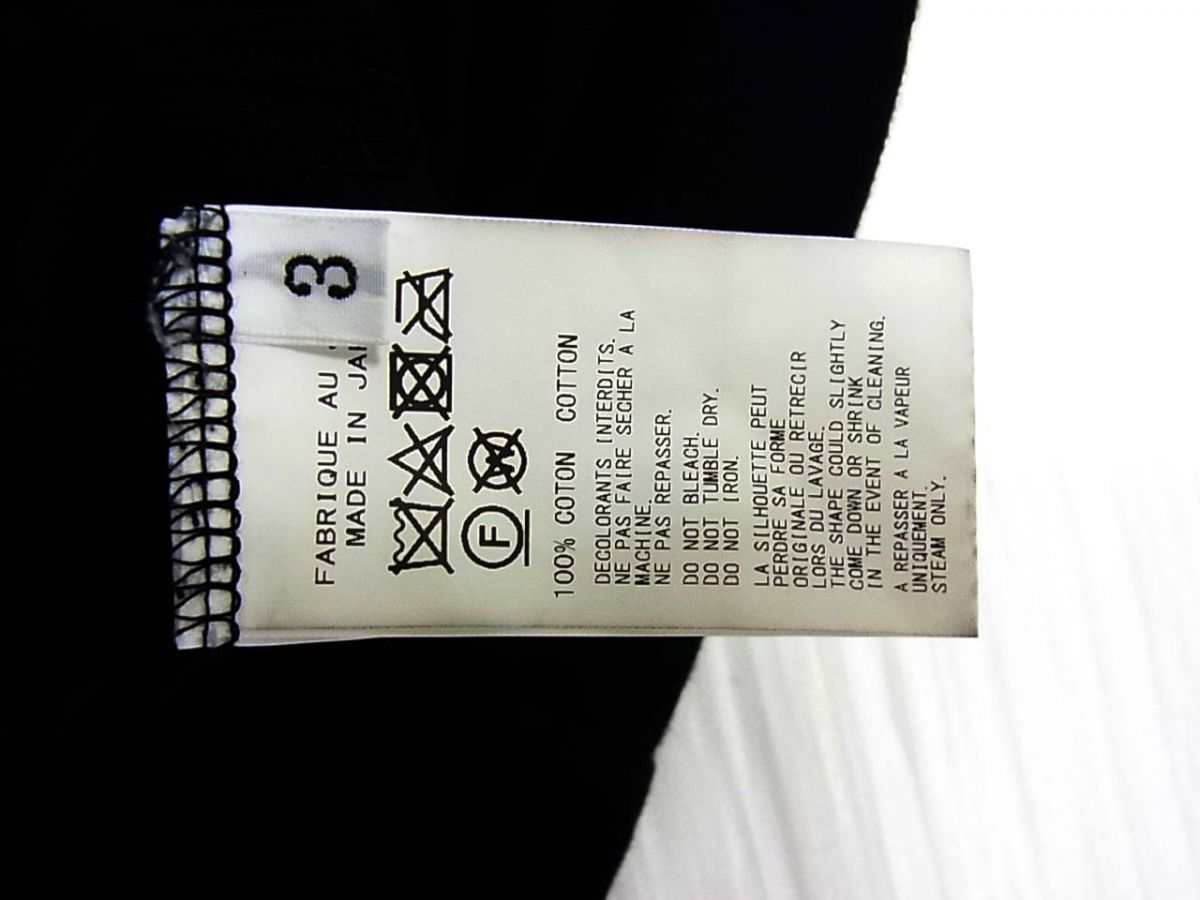 3
FABRIQUE AU
MADE IN
F
W
100% COTON COTTON
DECOLORANTS INTERDITS.
NE PAS FAIRE SECHER A LA
MACHINE.
NE PAS REPASSER.
DO NOT BLEACH.
DO NOT TUMBLE DRY.
DO NOT IRON.
LA SILHOUETTE PEUT
PERDRE SA FORME
ORIGINALE OU RETRECIR
LORS DU LAVAGE.
THE SHAPE COULD SLIGHTLY
COME DOWN OR SHRINK
IN THE EVENT OF CLEANING.
A REPASSER A LA VAPEUR
UNIQUEMENT.
STEAM ONLY.